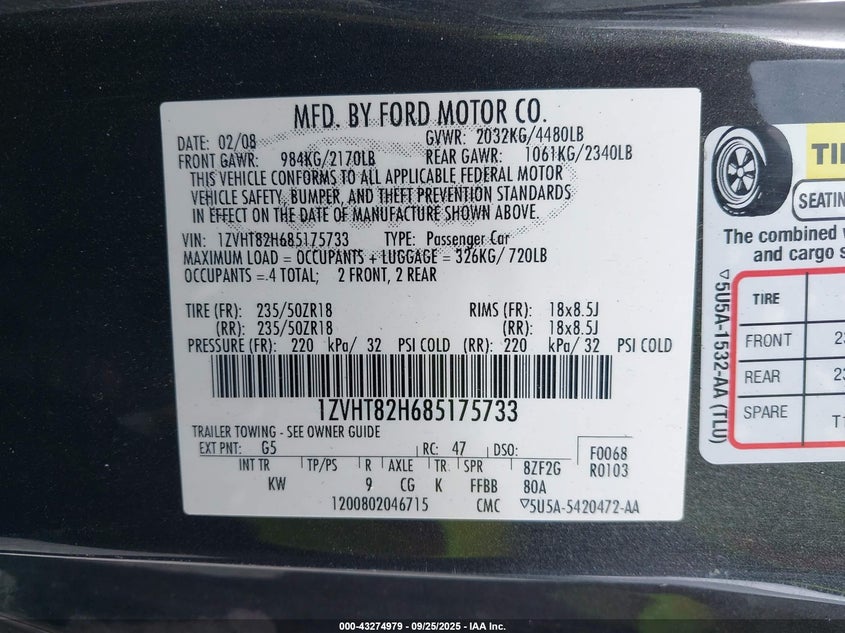 MFD. BY FORD MOTOR CO.
DATE: 02/08 GVWR: 2032KG/4480LB
FRONT GAWR: 984KG/2170LB REAR GAWR: 1061KG/2340LB
THIS VEHICLE CONFORMS TO ALL APPLICABLE FEDERAL MOTOR
VEHICLE SAFETY, BUMPER, AND THEFT PREVENTION STANDARDS
IN EFFECT ON THE DATE OF MANUFACTURE SHOWN ABOVE.
VIN: 1ZVHT82H685175733 TYPE: Passenger Car
MAXIMUM LOAD = OCCUPANTS + LUGGAGE = 326KG/720LB
OCCUPANTS = 4 TOTAL; 2 FRONT, 2 REAR
TIRE (FR): 235/50ZR18 RIMS (FR): 18x8.5J
(RR): 235/50ZR18 (RR): 18x8.5J
PRESSURE (FR): 220 kPa/ 32 PSI COLD (RR): 220 kPa/ 32 PSI COLD
1ZVHT82H685175733
TRAILER TOWING - SEE OWNER GUIDE
EXT PNT: G5 RC: 47 DSO: F0068
INT TR TP/PS R AXLE TR SPR 8ZF2G R0103
KW 9 CG K FFBB 80A
1200802046715 CMC ▽5U5A-5420472-AA
TI
SEATIN
The combined
and cargo s
TIRE
FRONT 23
REAR 23
SPARE T1
▽5U5A-1532-AA (TLU)
000-43274979 - 09/25/2025 - IAA Inc.